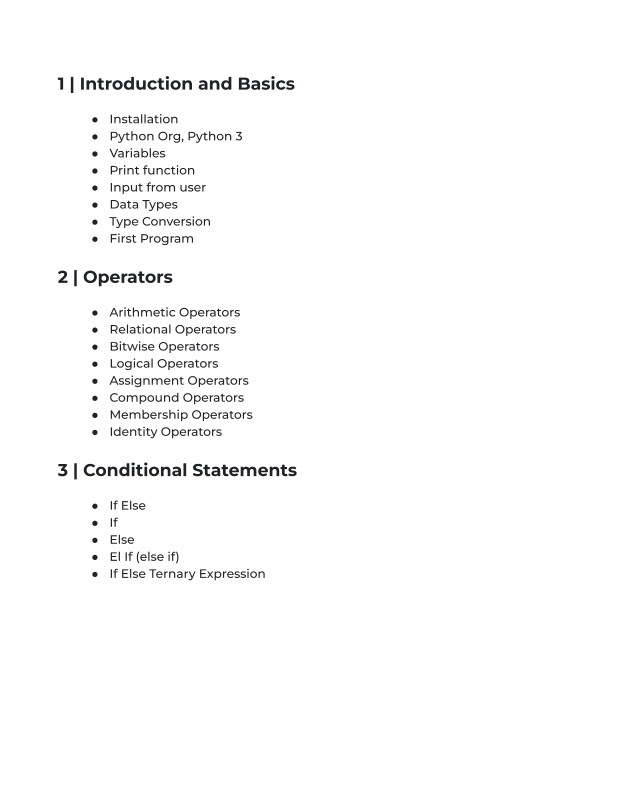 1 | Introduction and Basics
● Installation
● Python Org, Python 3
● Variables
● Print function
● Input from user
● Data Types
● Type Conversion
● First Program
2 | Operators
● Arithmetic Operators
● Relational Operators
● Bitwise Operators
● Logical Operators
● Assignment Operators
● Compound Operators
● Membership Operators
● Identity Operators
3 | Conditional Statements
● If Else
● If
● Else
● El If (else if)
● If Else Ternary Expression